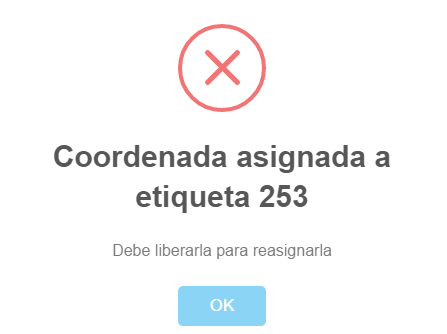 Coordenada asignada a
etiqueta 253
Debe liberarla para reasignarla
OK